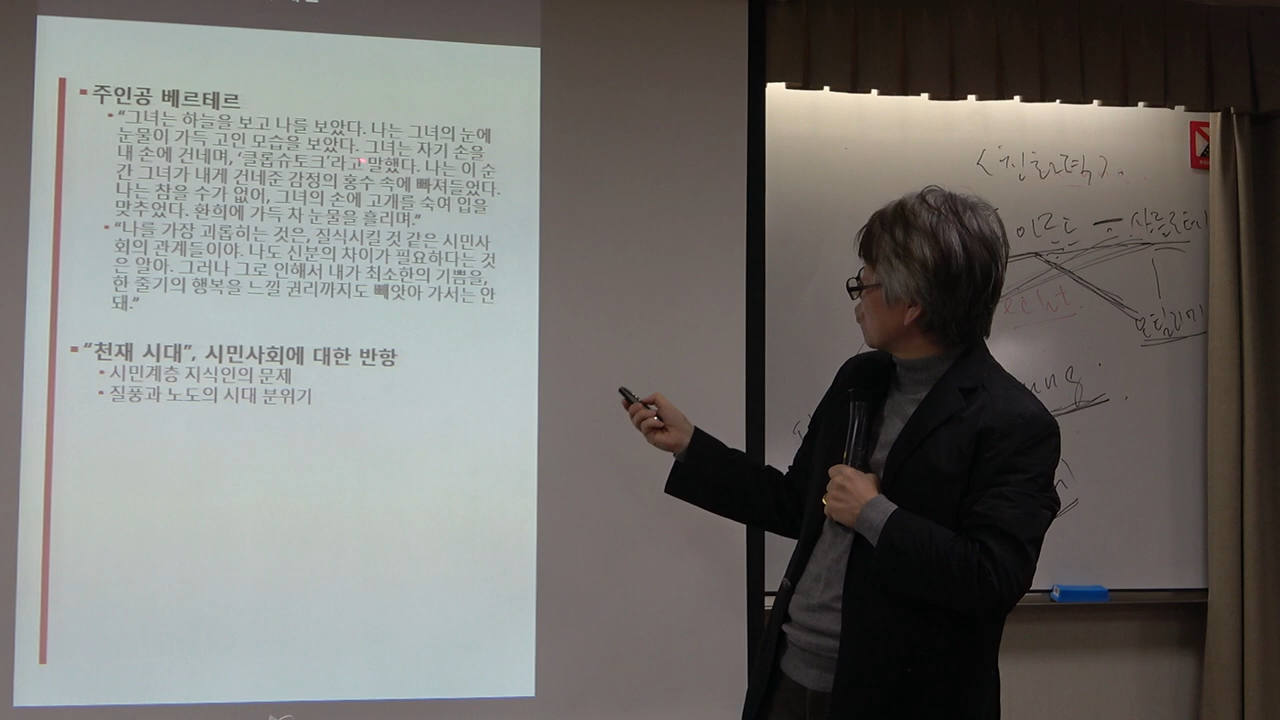 주인공 베르테르
"그녀는 하늘을 보고 나를 보았다. 나는 그녀의 눈에
눈물이 가득 고인 모습을 보았다. 그녀는 자기 손을
내 손에 건네며, '클롭슈토크'라고 말했다. 나는 이 순
간 그녀가 내게 건네준 감정의 홍수 속에 빠져들었다.
나는 참을 수가 없이, 그녀의 손에 고개를 숙여 입을
맞추었다. 환희에 가득 차 눈물을 흘리며."
"나를 가장 괴롭히는 것은, 질식시킬 것 같은 시민사
회의 관계들이야. 나도 신분의 차이가 필요하다는 것
은 알아. 그러나 그로 인해서 내가 최소한의 기쁨을,
한 줄기의 행복을 느낄 권리까지도 빼앗아 가서는 안
돼."
"천재 시대", 시민사회에 대한 반항
시민계층 지식인의 문제
질풍과 노도의 시대 분위기
<친화력>